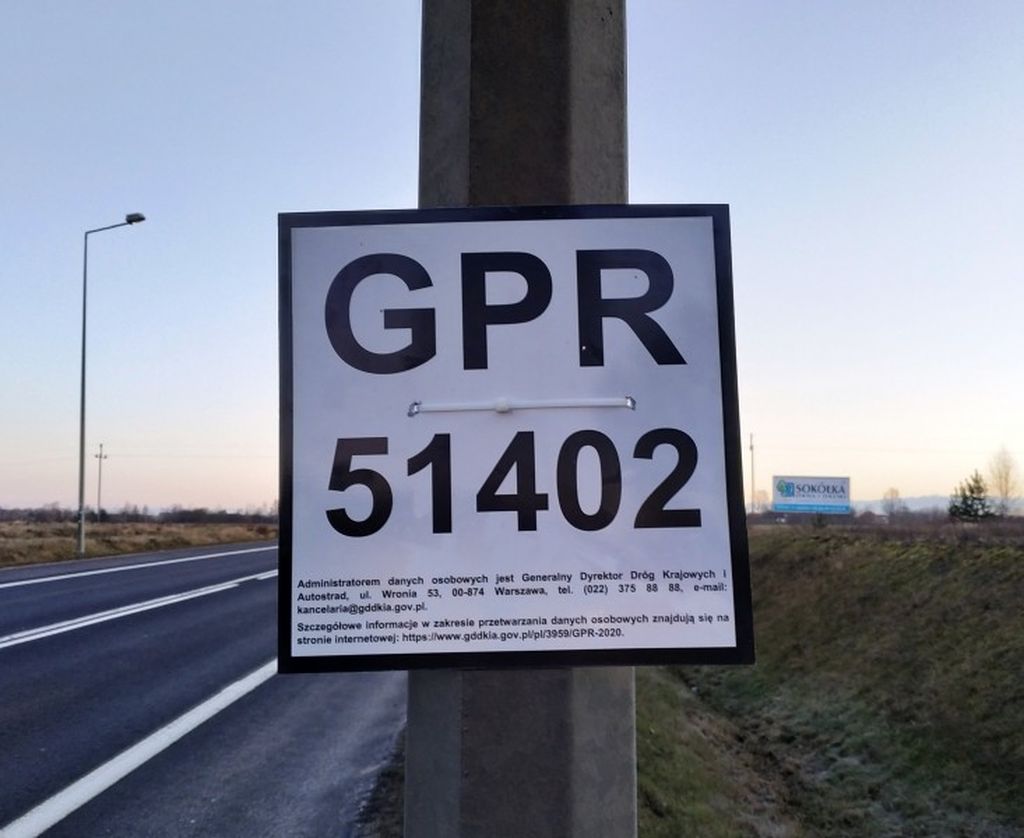 GPR
51402
Administratorem danych osobowych jest Generalny Dyrektor Dróg Krajowych i
Autostrad, ul. Wronia 53, 00-874 Warszawa, tel. (022) 375 88 88, e-mail:
kancelaria@gddkia.gov.pl.
Szczegółowe informacje w zakresie przetwarzania danych osobowych znajdują się na
stronie internetowej: https://www.gddkia.gov.pl/pl/3959/GPR-2020.
SOKÓŁKA